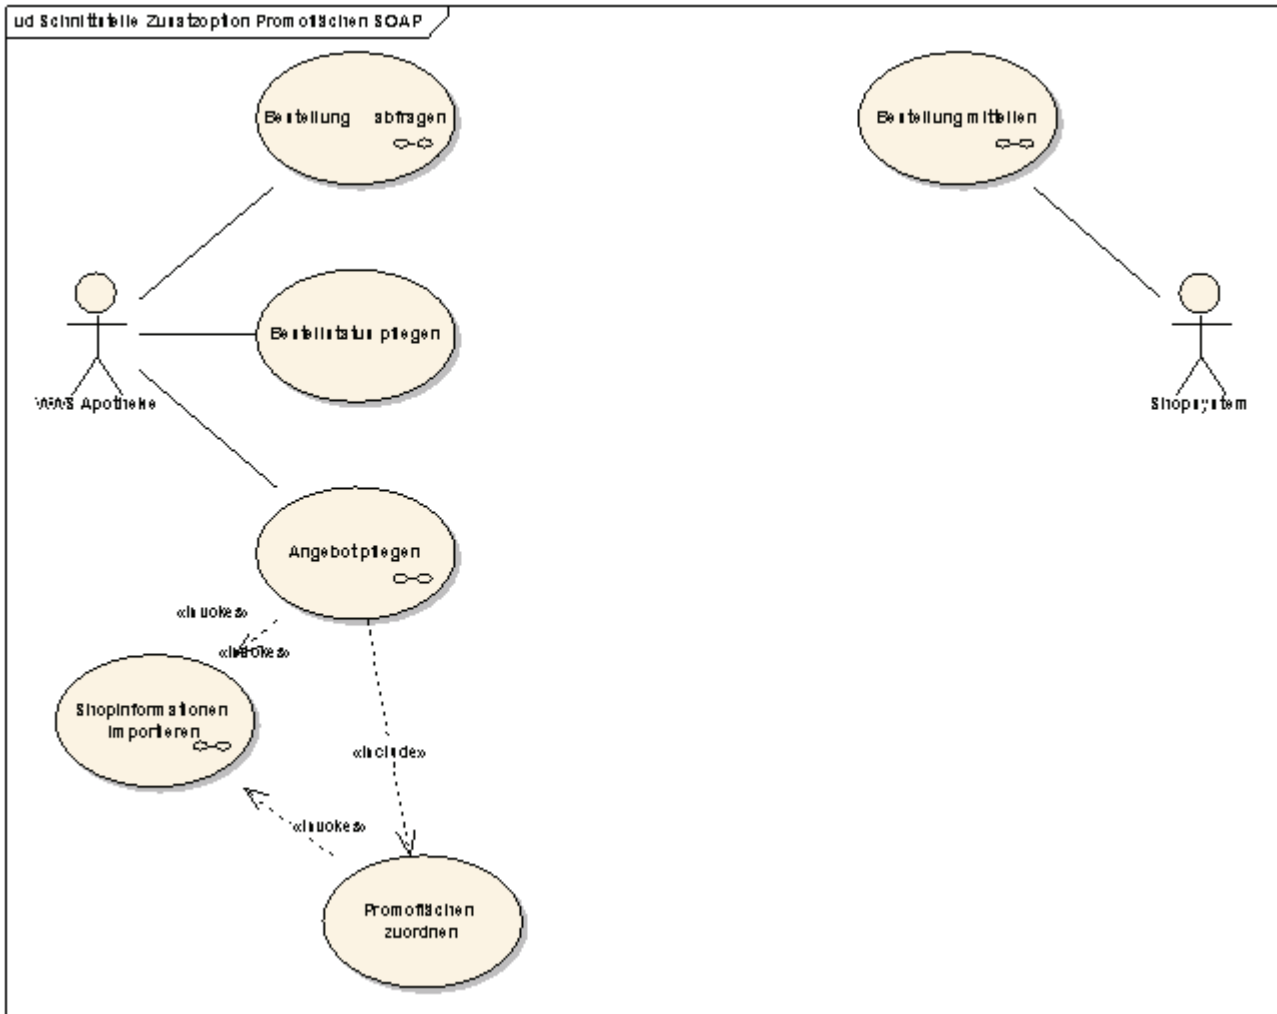 ud Schnittstelle Zusatzoption Promoflächen SOAP
Bestellung abfragen
Bestellung mitteilen
Bestellstatus pflegen
WWS Apotheke
Shopsystem
Angebot pflegen
«invokes»
«invokes»
Shopinformationen
importieren
«include»
«invokes»
Promoflächen
zuordnen